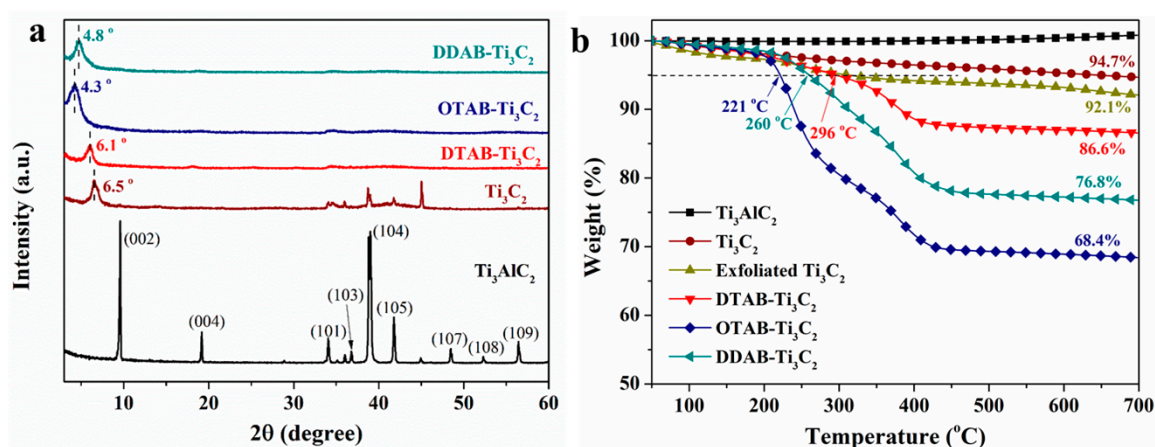 a
4.8 °
DDAB-Ti₃C₂
4.3 °
OTAB-Ti₃C₂
6.1 °
DTAB-Ti₃C₂
6.5 °
Ti₃C₂
(002)
(104)
Ti₃AlC₂
(004)
(101)
(103)
(105)
(107)
(108)
(109)
Intensity (a.u.)
10 20 30 40 50 60
2θ (degree)
b
100
90
80
70
60
50
Weight (%)
94.7%
92.1%
221 °C
260 °C
296 °C
86.6%
76.8%
68.4%
Ti₃AlC₂
Ti₃C₂
Exfoliated Ti₃C₂
DTAB-Ti₃C₂
OTAB-Ti₃C₂
DDAB-Ti₃C₂
100 200 300 400 500 600 700
Temperature (°C)